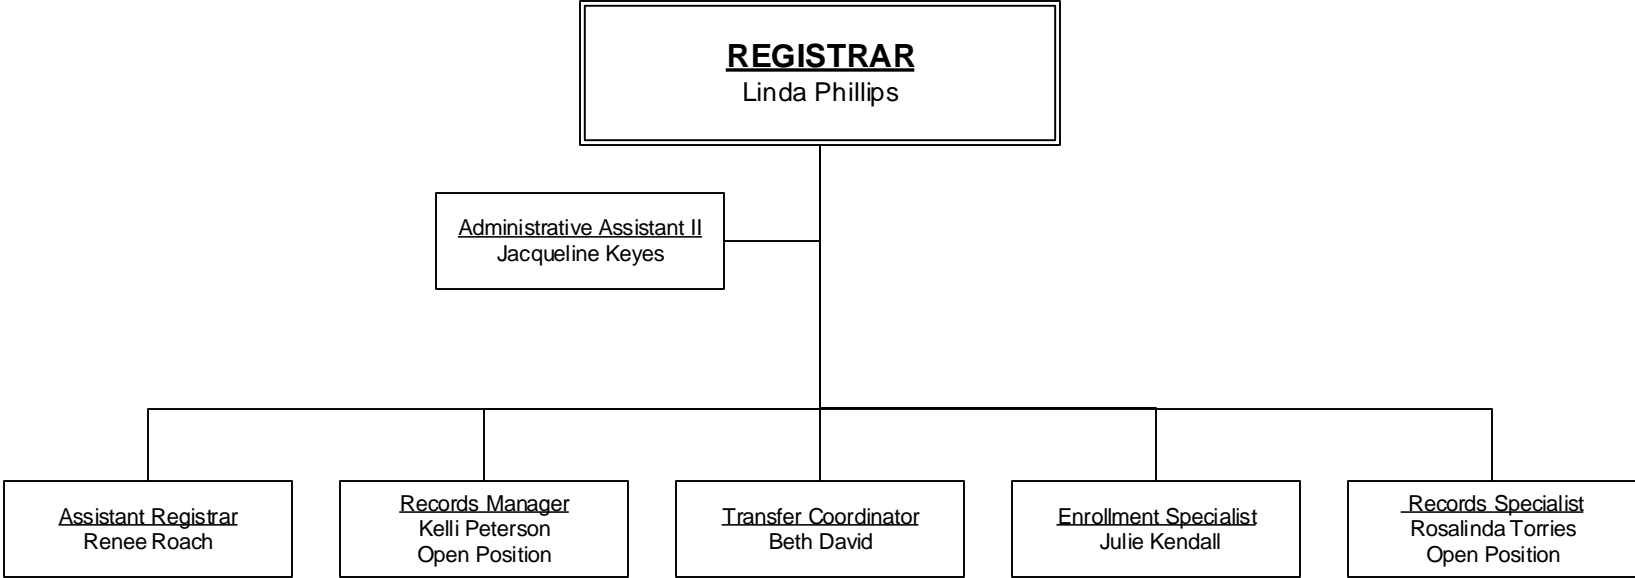 REGISTRAR
Linda Phillips
Administrative Assistant II
Jacqueline Keyes
Assistant Registrar
Renee Roach
Records Manager
Kelli Peterson
Open Position
Transfer Coordinator
Beth David
Enrollment Specialist
Julie Kendall
Records Specialist
Rosalinda Torries
Open Position